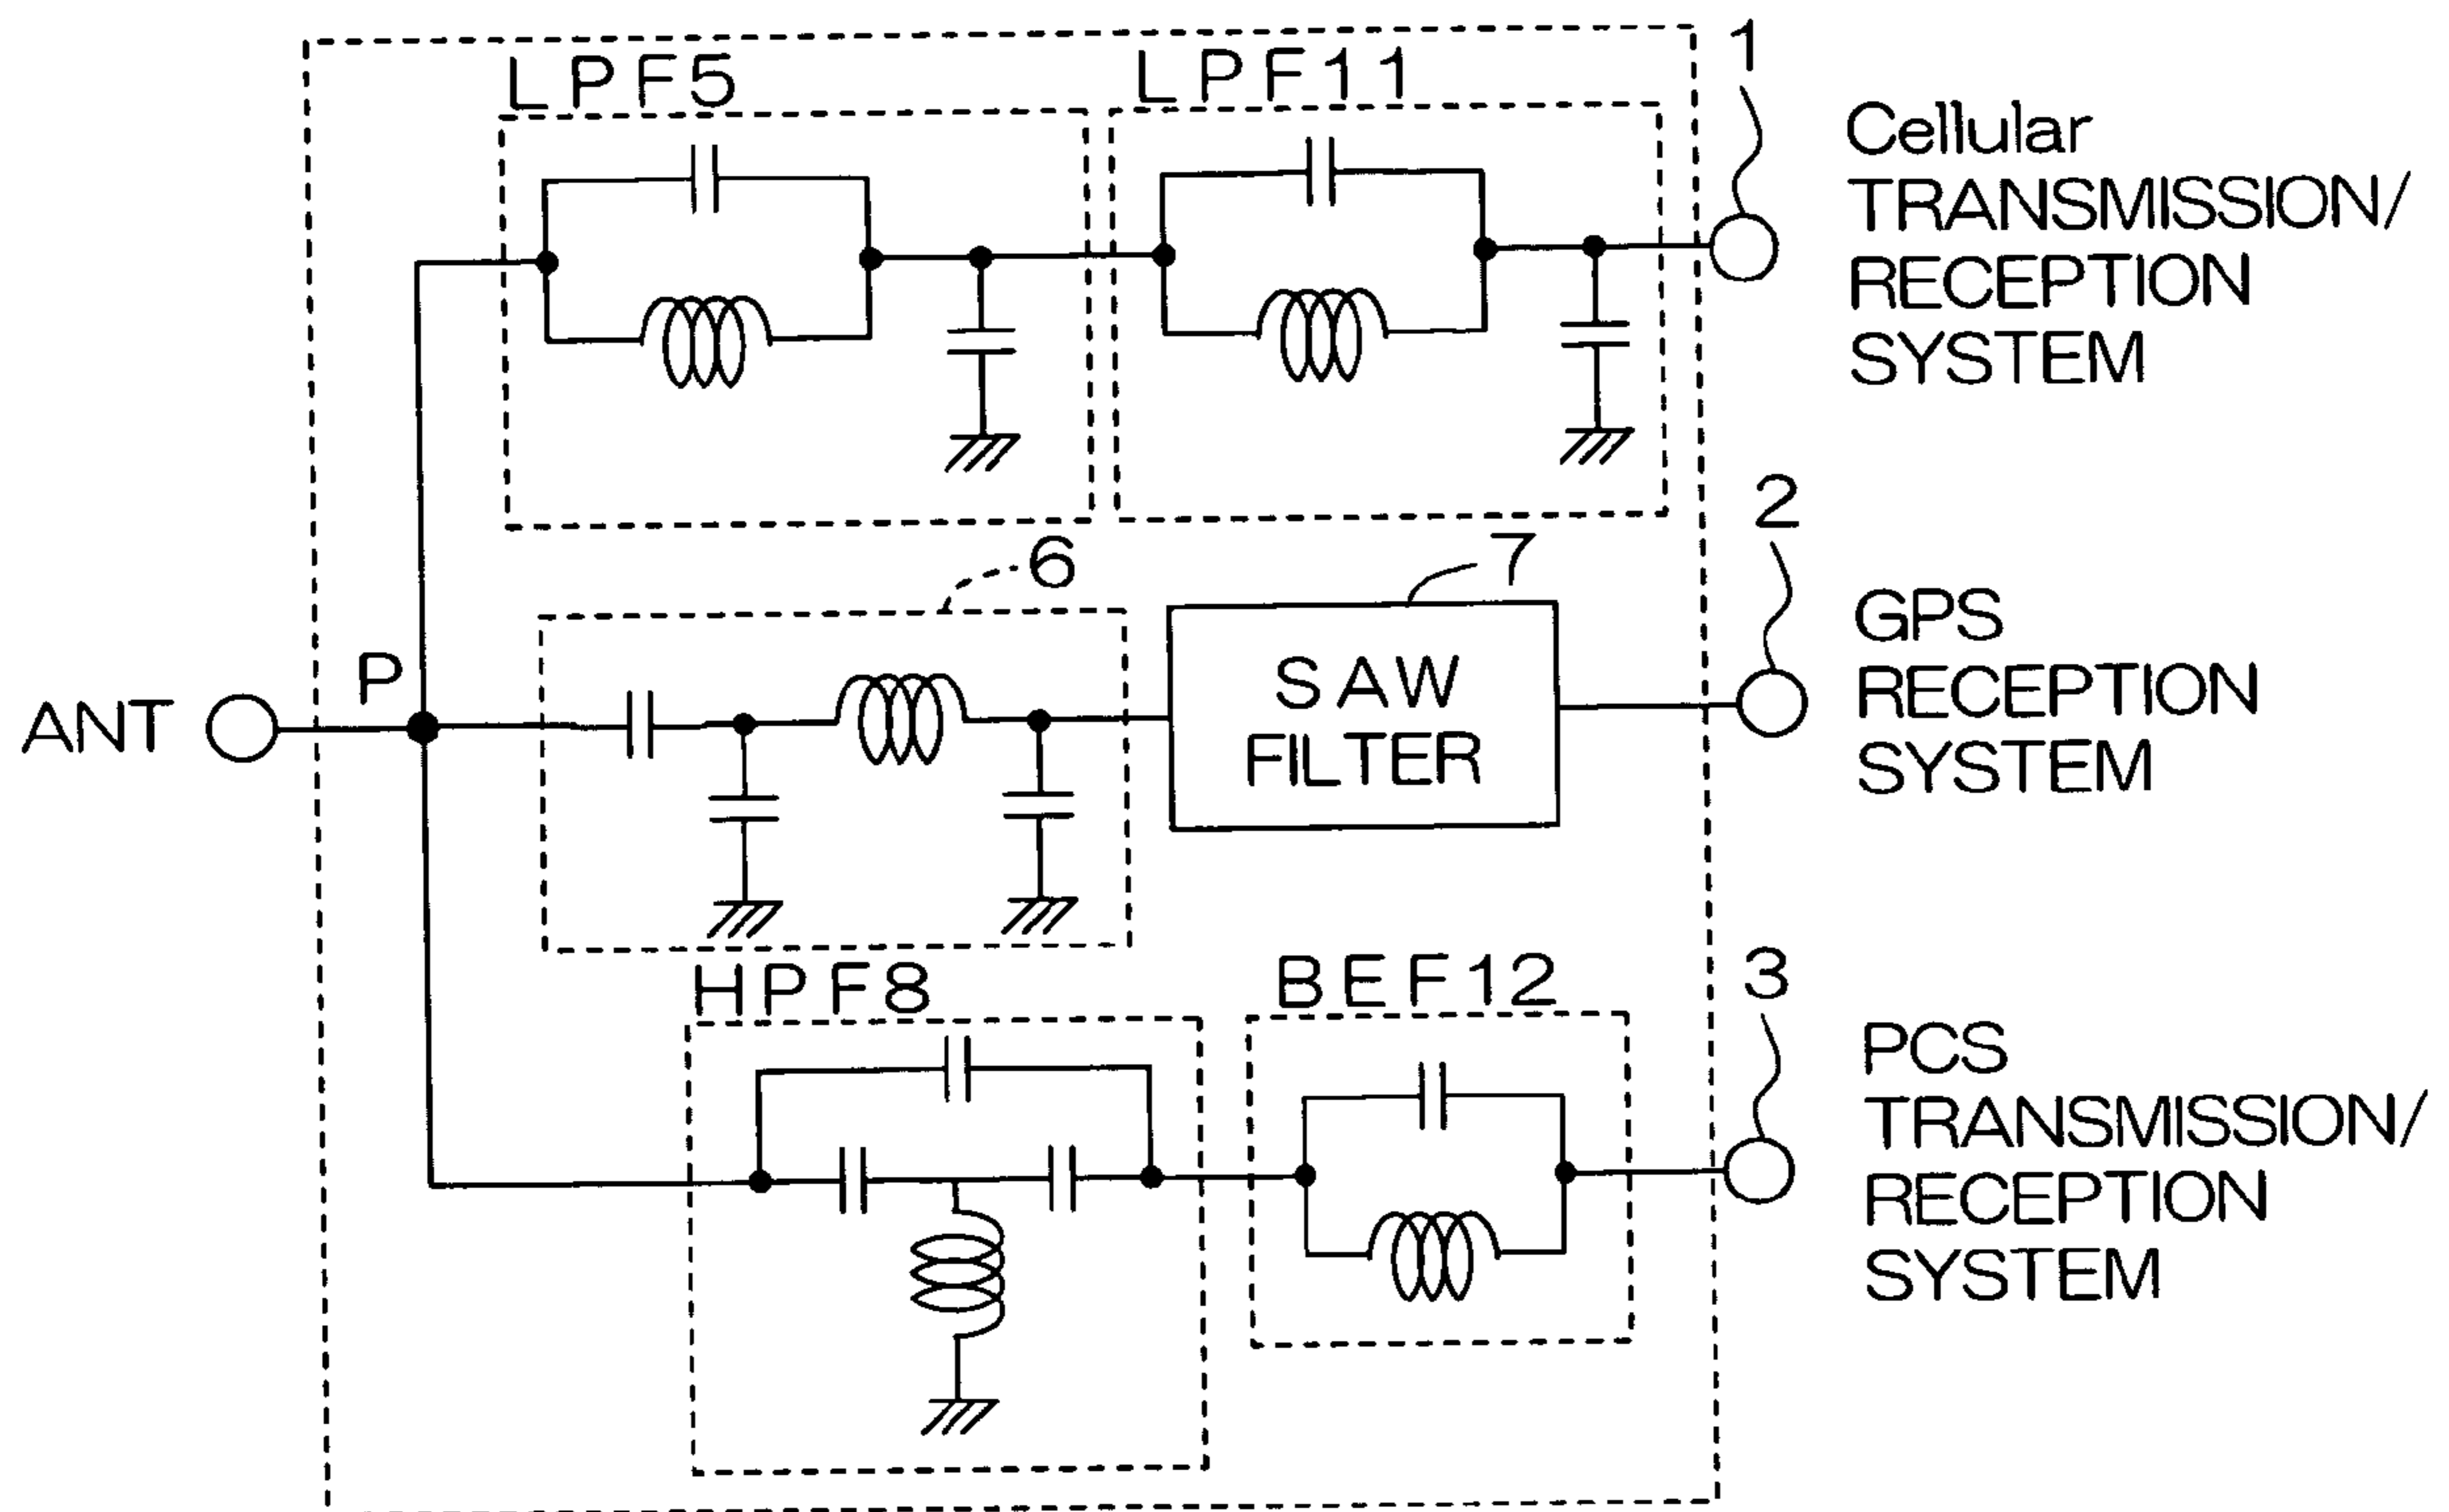 LPF5
LPF11
1
Cellular
TRANSMISSION/
RECEPTION
SYSTEM
6
7
2
GPS
RECEPTION
SYSTEM
SAW
FILTER
P
ANT
HPF8
BEF12
3
PCS
TRANSMISSION/
RECEPTION
SYSTEM